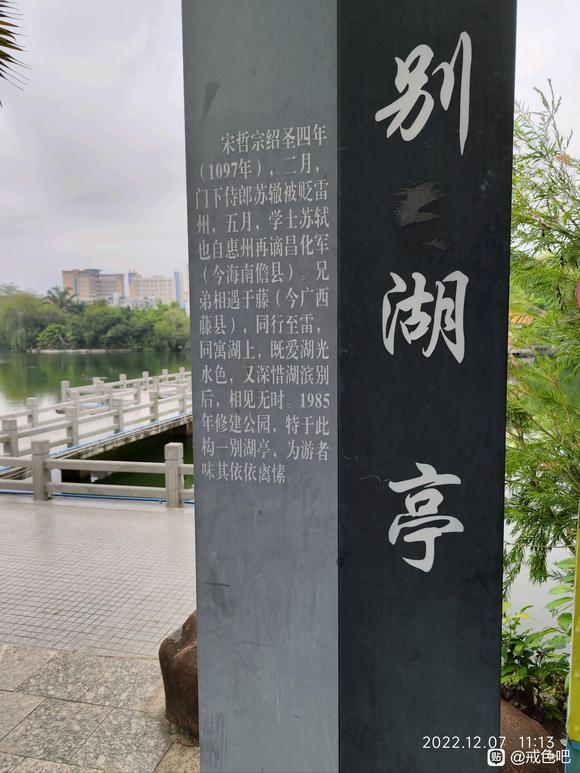 宋哲宗绍圣四年
（1097年），二月，
门下侍郎苏辙被贬雷
州，五月，学士苏轼
也自惠州再谪昌化军
（今海南儋县）。兄
弟相遇于藤（今广西
藤县），同行至雷，
同寓湖上，既爱湖光
水色，又深惜湖滨别
后，相见无时。1985
年修建公园，特于此
构一别湖亭，为游者
味其依依离愫。
别湖亭
2022.12.07 11:13
贴 @戒色吧